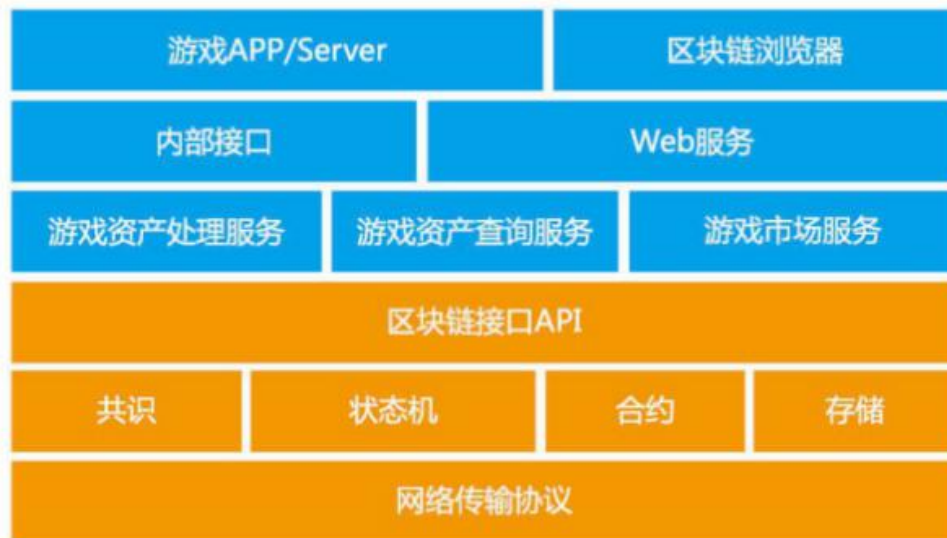 游戏APP/Server
区块链浏览器
内部接口
Web服务
游戏资产处理服务
游戏资产查询服务
游戏市场服务
区块链接口API
共识
状态机
合约
存储
网络传输协议